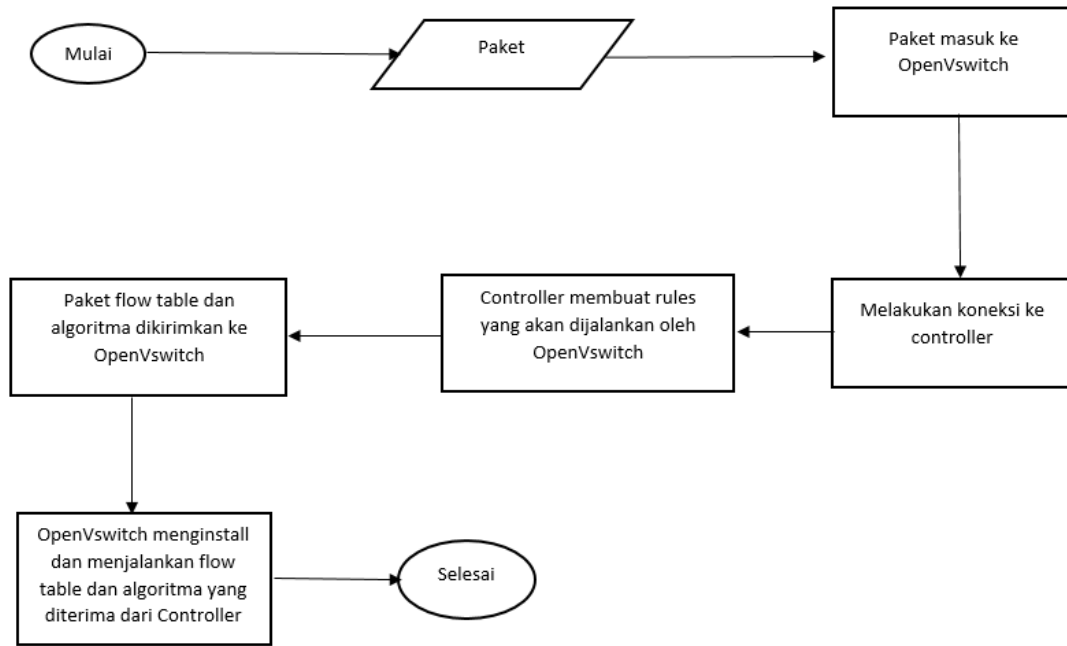 Mulai
Paket
Paket masuk ke
OpenVswitch
Melakukan koneksi ke
controller
Controller membuat rules
yang akan dijalankan oleh
OpenVswitch
Paket flow table dan
algoritma dikirimkan ke
OpenVswitch
OpenVswitch menginstall
dan menjalankan flow
table dan algoritma yang
diterima dari Controller
Selesai